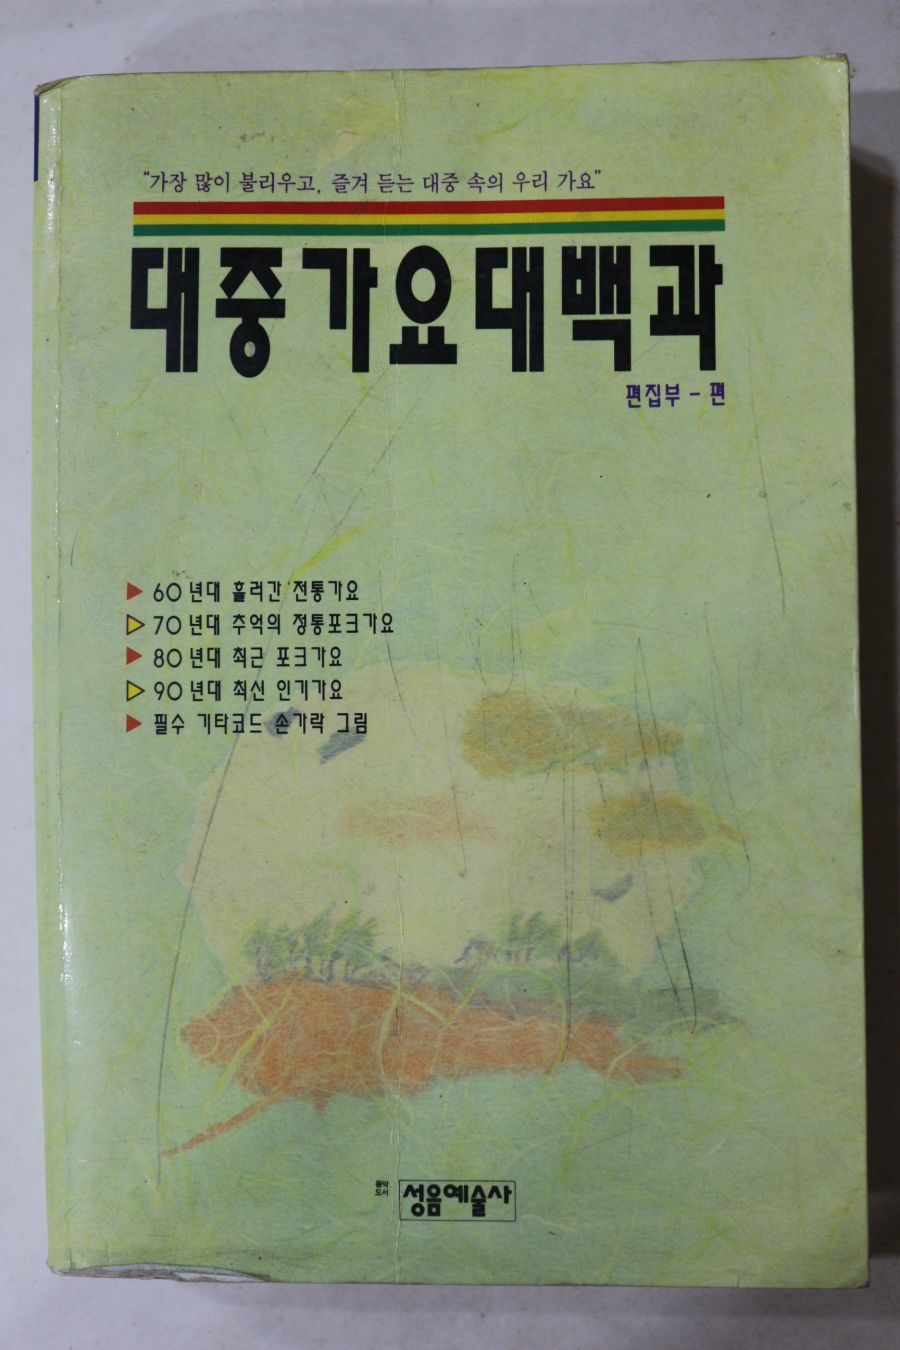 "가장 많이 불리우고, 즐겨 듣는 대중 속의 우리 가요"
대중가요대백과
편집부 - 편
▶ 60년대 흘러간 전통가요
▷ 70년대 추억의 정통포크가요
▶ 80년대 최근 포크가요
▷ 90년대 최신 인기가요
▶ 필수 기타코드 손가락 그림
음악
도서
성음예술사